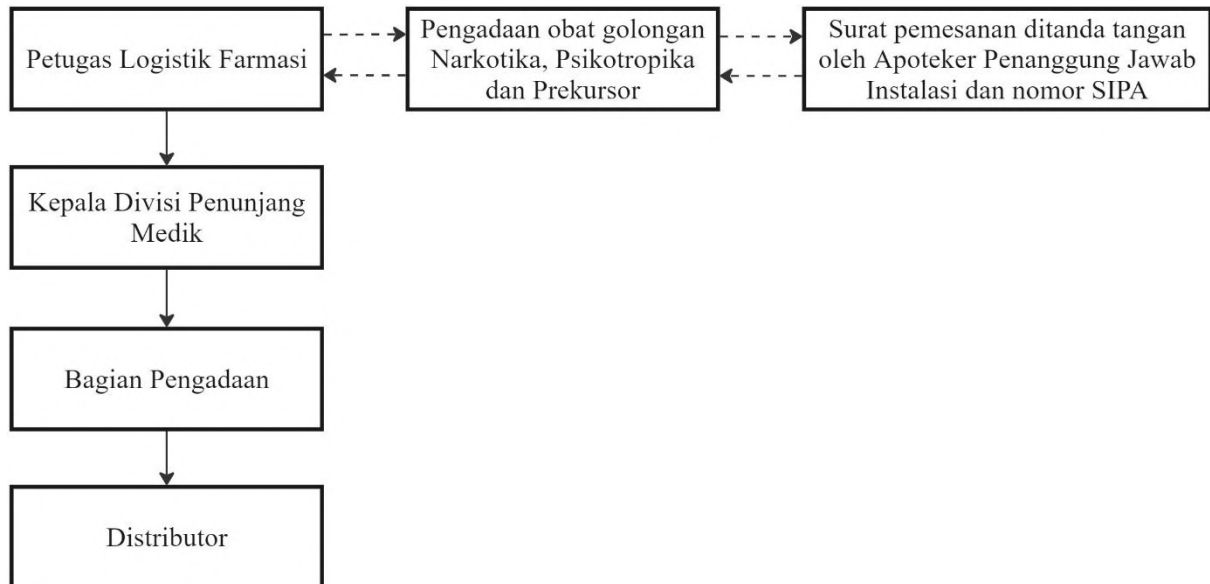 Petugas Logistik Farmasi
Pengadaan obat golongan
Narkotika, Psikotropika
dan Prekursor
Surat pemesanan ditanda tangan
oleh Apoteker Penanggung Jawab
Instalasi dan nomor SIPA
Kepala Divisi Penunjang
Medik
Bagian Pengadaan
Distributor